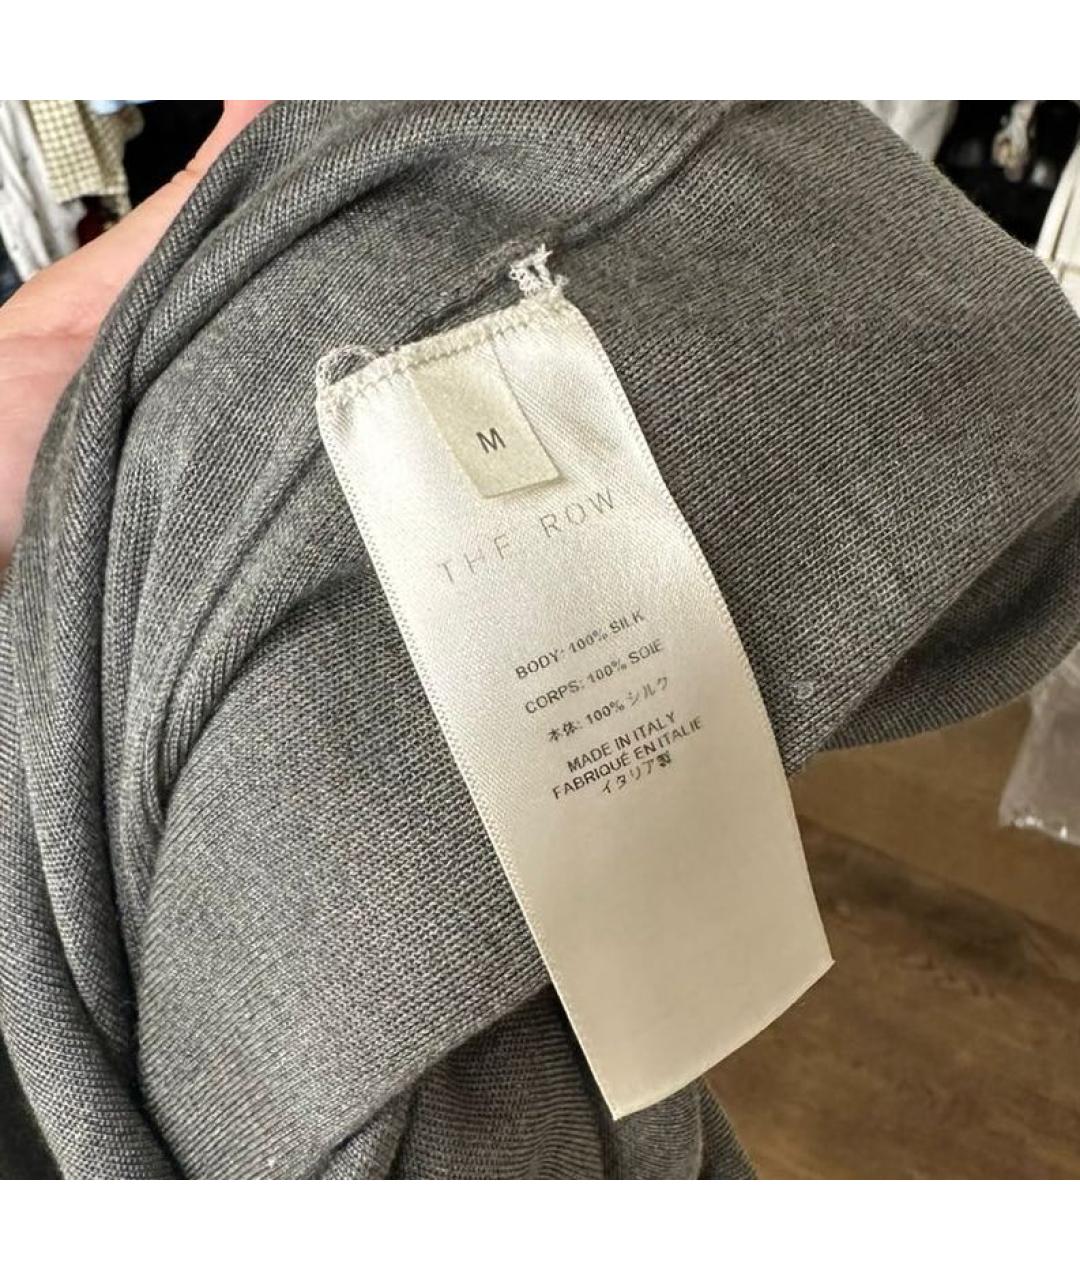 M
THE ROW
BODY: 100% SILK
CORPS: 100% SOIE
本体: 100% シルク
MADE IN ITALY
FABRIQUÉ EN ITALIE
イタリア製